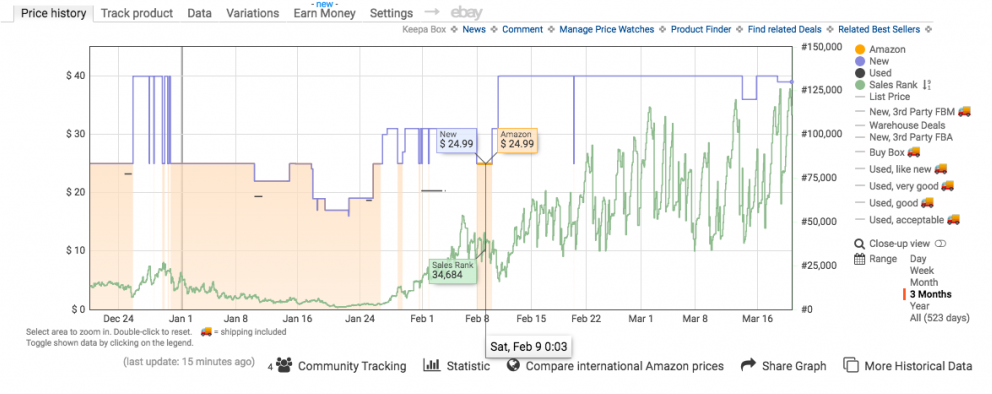 - new -
Price history Track product Data Variations Earn Money Settings ebay
Keepa Box News Comment Manage Price Watches Product Finder Find related Deals Related Best Sellers
$ 40
$ 30
$ 20
$ 10
$ 0
#150,000
#125,000
#100,000
#75,000
#50,000
#25,000
#0
New
$ 24.99
Amazon
$ 24.99
Sales Rank
34,684
Dec 24 Jan 1 Jan 8 Jan 16 Jan 24 Feb 1 Feb 8 Feb 15 Feb 22 Mar 1 Mar 8 Mar 16
Sat, Feb 9 0:03
Amazon
New
Used
Sales Rank
List Price
New, 3rd Party FBM
Warehouse Deals
New, 3rd Party FBA
Buy Box
Used, like new
Used, very good
Used, good
Used, acceptable
Close-up view
Range
Day
Week
Month
3 Months
Year
All (523 days)
Select area to zoom in. Double-click to reset. = shipping included
Toggle shown data by clicking on the legend.
(last update: 15 minutes ago) 4 Community Tracking Statistic Compare international Amazon prices Share Graph More Historical Data